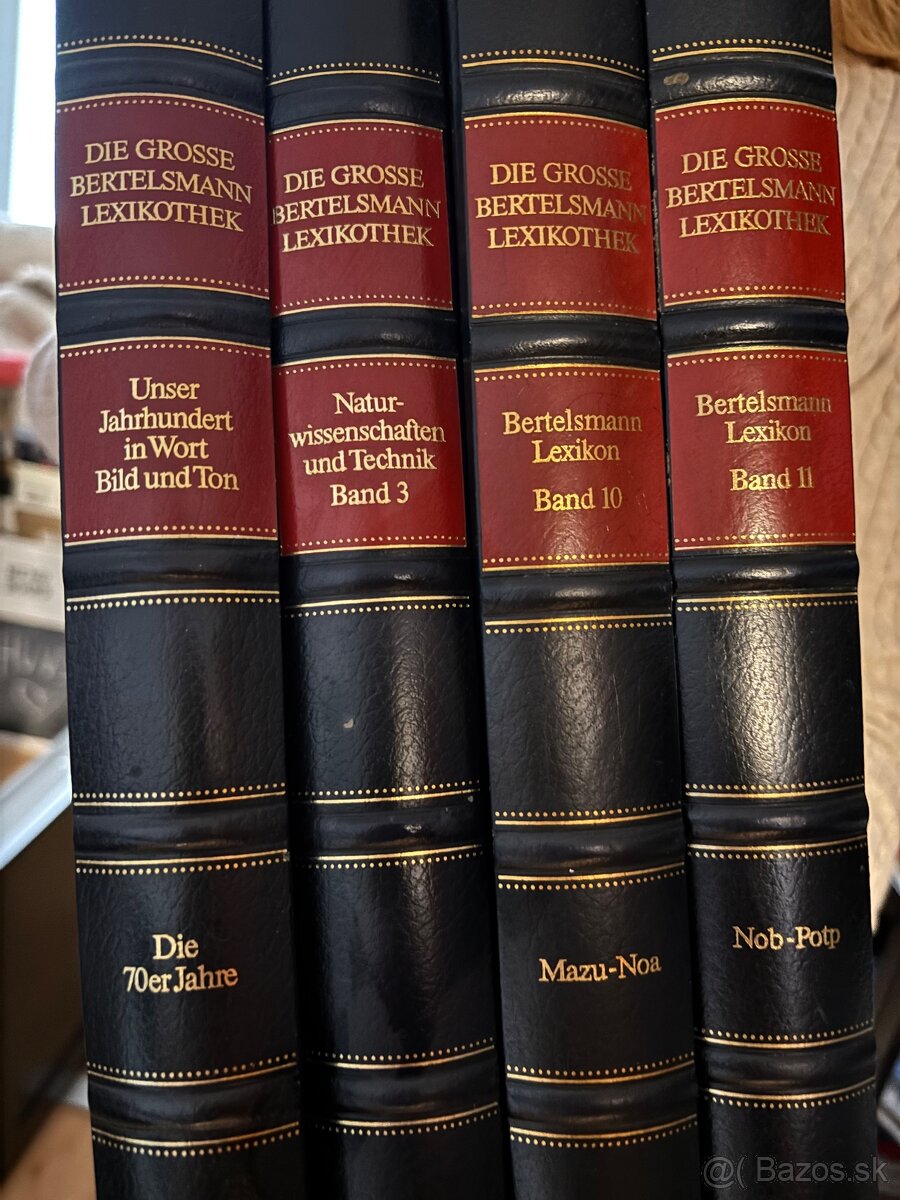 DIE GROSSE
BERTELSMANN
LEXIKOTHEK
Unser
Jahrhundert
in Wort
Bild und Ton
Die
70er Jahre
DIE GROSSE
BERTELSMANN
LEXIKOTHEK
Natur-
wissenschaften
und Technik
Band 3
DIE GROSSE
BERTELSMANN
LEXIKOTHEK
Bertelsmann
Lexikon
Band 10
Mazu-Noa
DIE GROSSE
BERTELSMANN
LEXIKOTHEK
Bertelsmann
Lexikon
Band 11
Nob-Potp
@( Bazos.sk